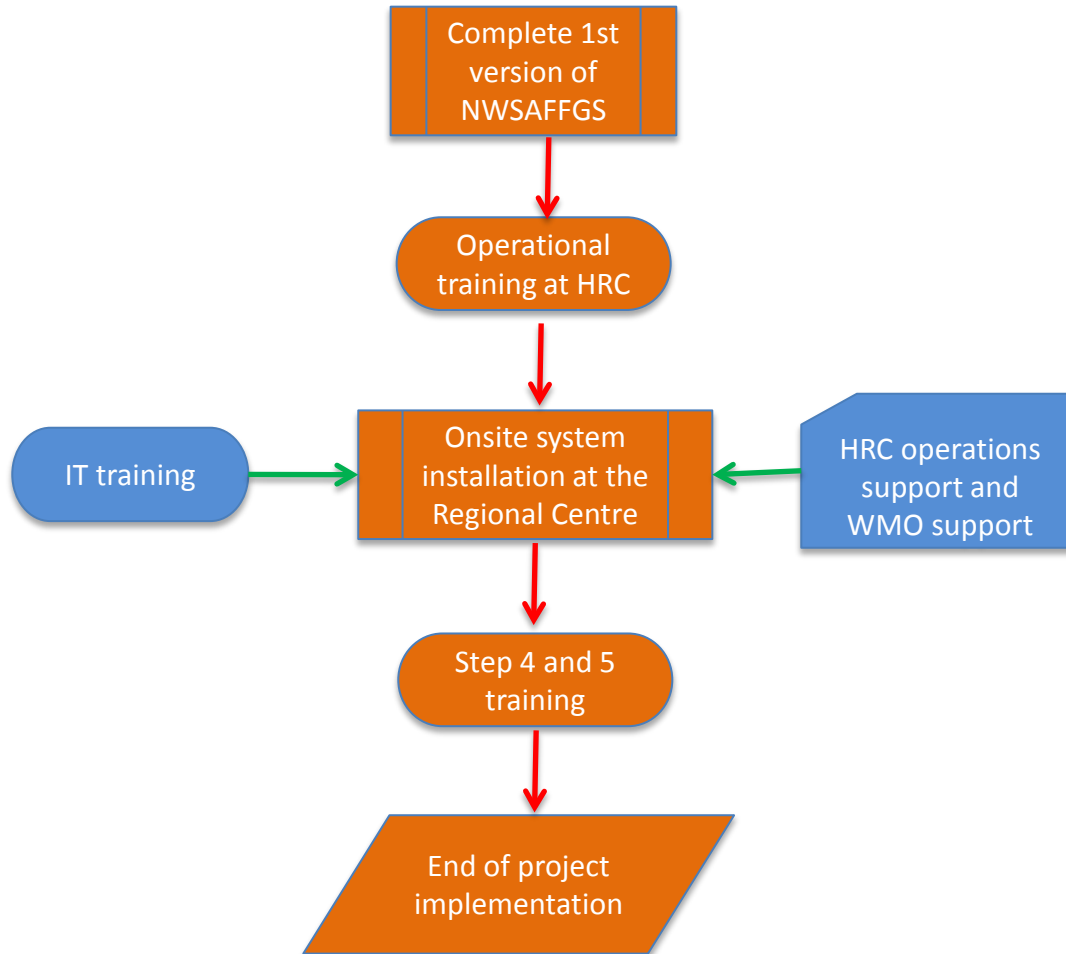 Complete 1st
version of
NWSAFFGS
Operational
training at HRC
IT training
Onsite system
installation at the
Regional Centre
HRC operations
support and
WMO support
Step 4 and 5
training
End of project
implementation